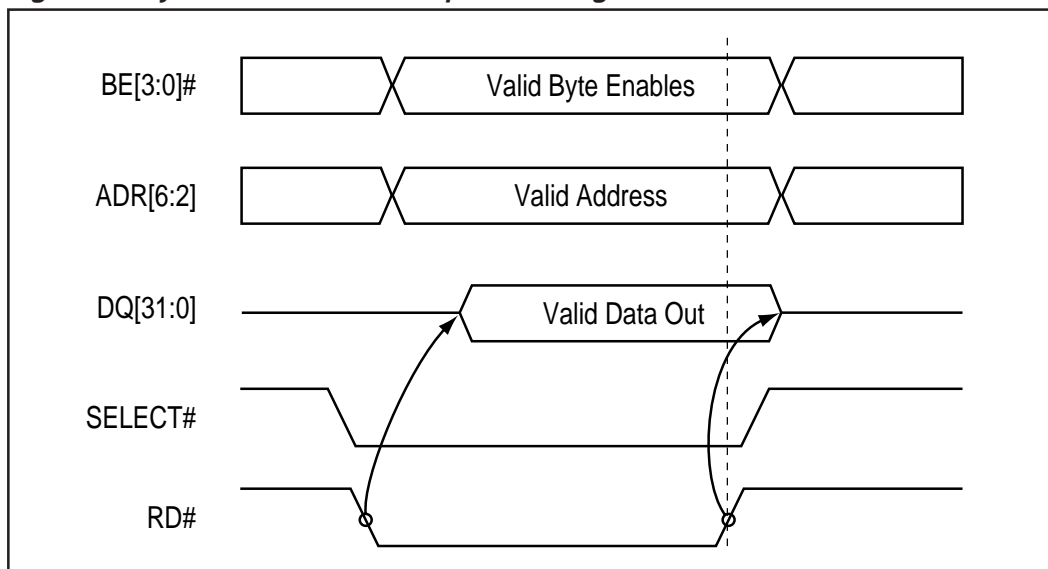 BE[3:0]#
Valid Byte Enables
ADR[6:2]
Valid Address
DQ[31:0]
Valid Data Out
SELECT#
RD#